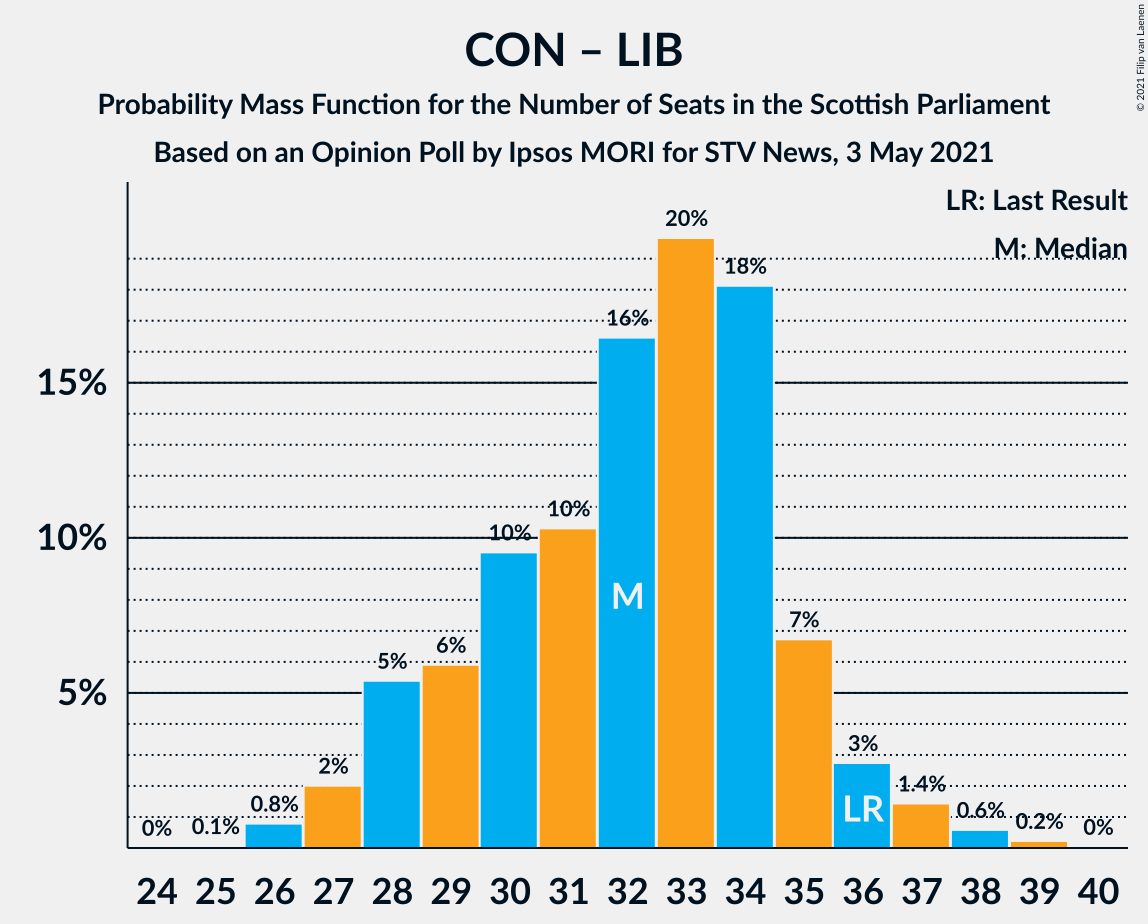 CON – LIB
Probability Mass Function for the Number of Seats in the Scottish Parliament
Based on an Opinion Poll by Ipsos MORI for STV News, 3 May 2021
© 2021 Filip van Laenen
LR: Last Result
M: Median
20%
18%
16%
15%
10%
10%
10%
M
7%
6%
5%
5%
3%
2%
LR
1.4%
0.8%
0.6%
0.2%
0%
0.1%
0%
24 25 26 27 28 29 30 31 32 33 34 35 36 37 38 39 40